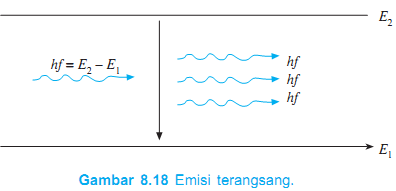 E₂
hf = E₂ – E₁
hf
hf
hf
E₁
Gambar 8.18 Emisi terangsang.